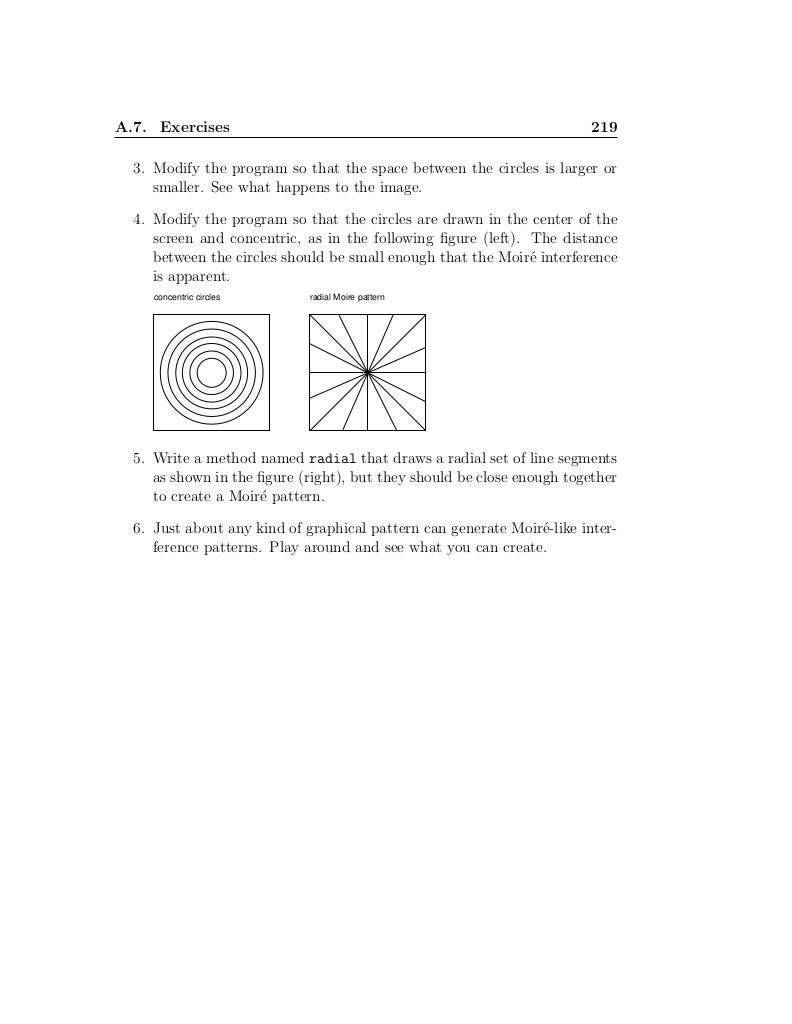 A.7. Exercises 219
3. Modify the program so that the space between the circles is larger or
smaller. See what happens to the image.
4. Modify the program so that the circles are drawn in the center of the
screen and concentric, as in the following figure (left). The distance
between the circles should be small enough that the Moiré interference
is apparent.
concentric circles radial Moire pattern
5. Write a method named radial that draws a radial set of line segments
as shown in the figure (right), but they should be close enough together
to create a Moiré pattern.
6. Just about any kind of graphical pattern can generate Moiré-like inter-
ference patterns. Play around and see what you can create.